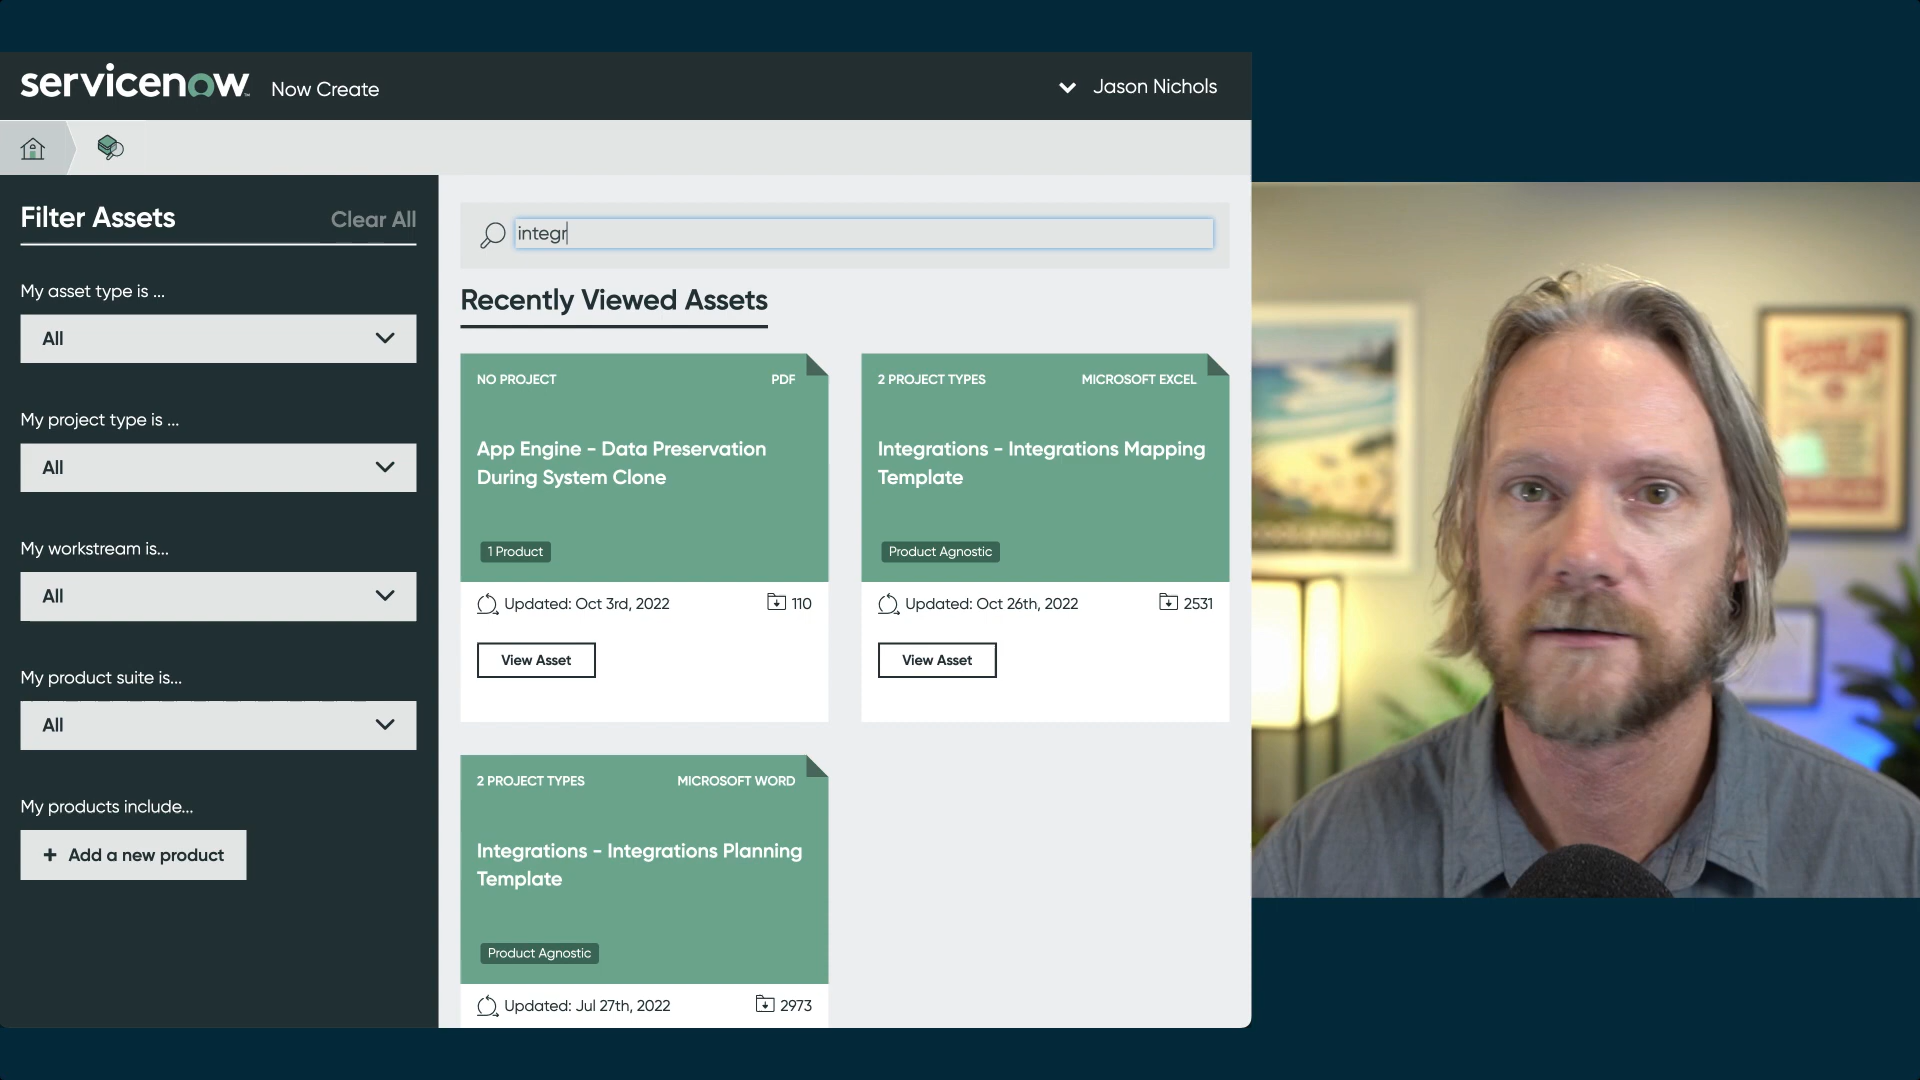 servicenow Now Create
Jason Nichols
Filter Assets
Clear All
My asset type is ...
All
My project type is ...
All
My workstream is...
All
My product suite is...
All
My products include...
+ Add a new product
integr
Recently Viewed Assets
NO PROJECT
PDF
App Engine - Data Preservation
During System Clone
1 Product
Updated: Oct 3rd, 2022
110
View Asset
2 PROJECT TYPES
MICROSOFT EXCEL
Integrations - Integrations Mapping
Template
Product Agnostic
Updated: Oct 26th, 2022
2531
View Asset
2 PROJECT TYPES
MICROSOFT WORD
Integrations - Integrations Planning
Template
Product Agnostic
Updated: Jul 27th, 2022
2973